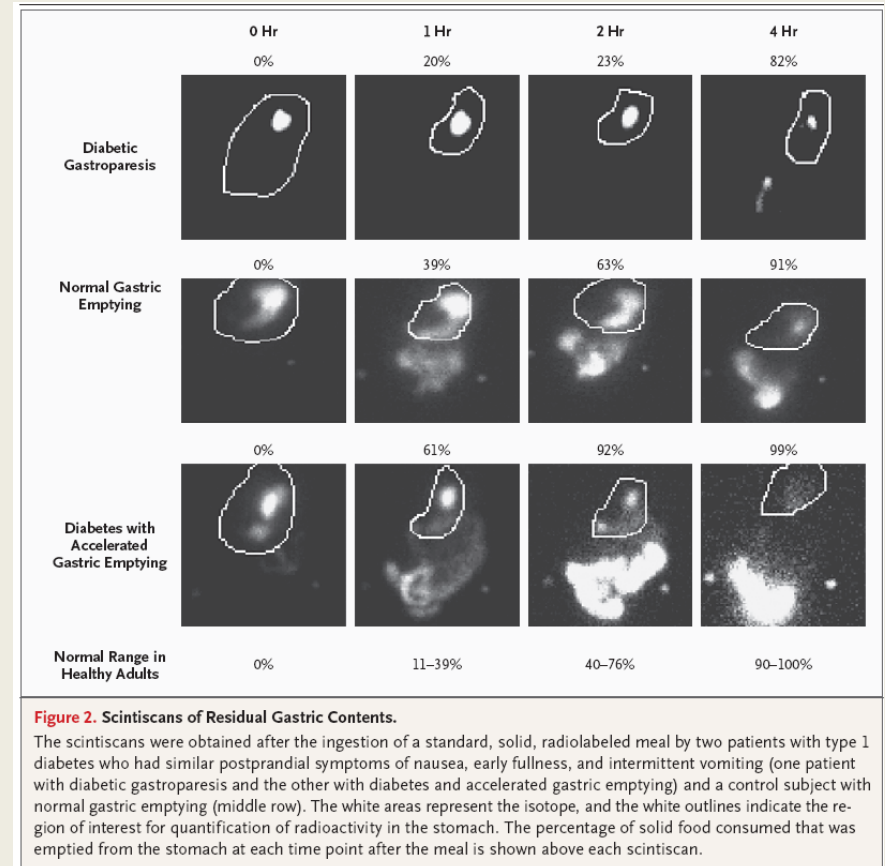 0 Hr 1 Hr 2 Hr 4 Hr
0% 20% 23% 82%
Diabetic
Gastroparesis
0% 39% 63% 91%
Normal Gastric
Emptying
0% 61% 92% 99%
Diabetes with
Accelerated
Gastric Emptying
Normal Range in
Healthy Adults
0% 11–39% 40–76% 90–100%
Figure 2. Scintiscans of Residual Gastric Contents.
The scintiscans were obtained after the ingestion of a standard, solid, radiolabeled meal by two patients with type 1
diabetes who had similar postprandial symptoms of nausea, early fullness, and intermittent vomiting (one patient
with diabetic gastroparesis and the other with diabetes and accelerated gastric emptying) and a control subject with
normal gastric emptying (middle row). The white areas represent the isotope, and the white outlines indicate the re-
gion of interest for quantification of radioactivity in the stomach. The percentage of solid food consumed that was
emptied from the stomach at each time point after the meal is shown above each scintiscan.